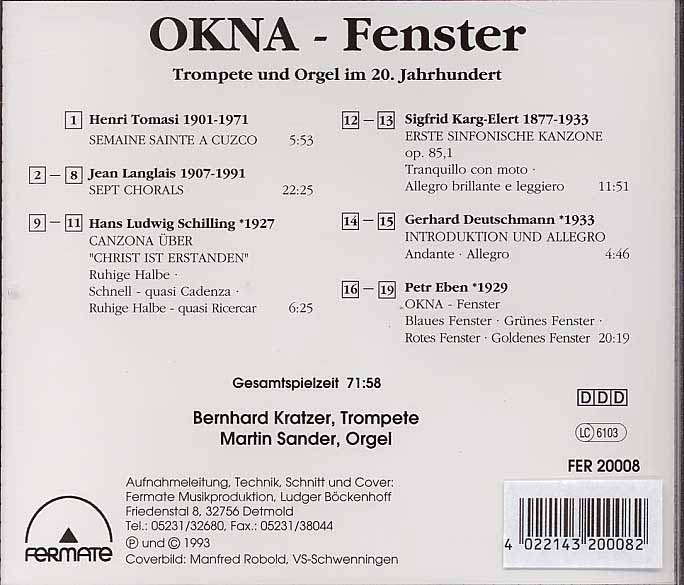 OKNA - Fenster
Trompete und Orgel im 20. Jahrhundert
1 Henri Tomasi 1901-1971
SEMAINE SAINTE A CUZCO 5:53
2 – 8 Jean Langlais 1907-1991
SEPT CHORALS 22:25
9 – 11 Hans Ludwig Schilling *1927
CANZONA ÜBER
"CHRIST IST ERSTANDEN"
Ruhige Halbe ·
Schnell - quasi Cadenza ·
Ruhige Halbe - quasi Ricercar 6:25
12 – 13 Sigfrid Karg-Elert 1877-1933
ERSTE SINFONISCHE KANZONE
op. 85,1
Tranquillo con moto ·
Allegro brillante e leggiero 11:51
14 – 15 Gerhard Deutschmann *1933
INTRODUKTION UND ALLEGRO
Andante · Allegro 4:46
16 – 19 Petr Eben *1929
OKNA - Fenster
Blaues Fenster · Grünes Fenster ·
Rotes Fenster · Goldenes Fenster 20:19
Gesamtspielzeit 71:58
Bernhard Kratzer, Trompete
Martin Sander, Orgel
DDD
LC 6103
FER 20008
Aufnahmeleitung, Technik, Schnitt und Cover:
Fermate Musikproduktion, Ludger Böckenhoff
Friedenstal 8, 32756 Detmold
Tel.: 05231/32680, Fax.: 05231/38044
℗ und © 1993
Coverbild: Manfred Robold, VS-Schwenningen
FERMATE
4 022143 200082